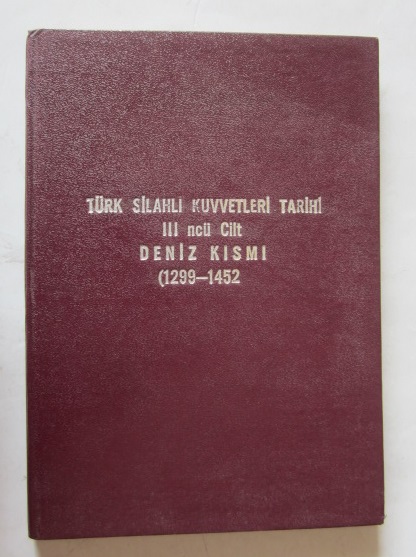 TÜRK SİLAHLI KUVVETLERİ TARİHİ
III ncü Cilt
DENİZ KISMI
(1299—1452